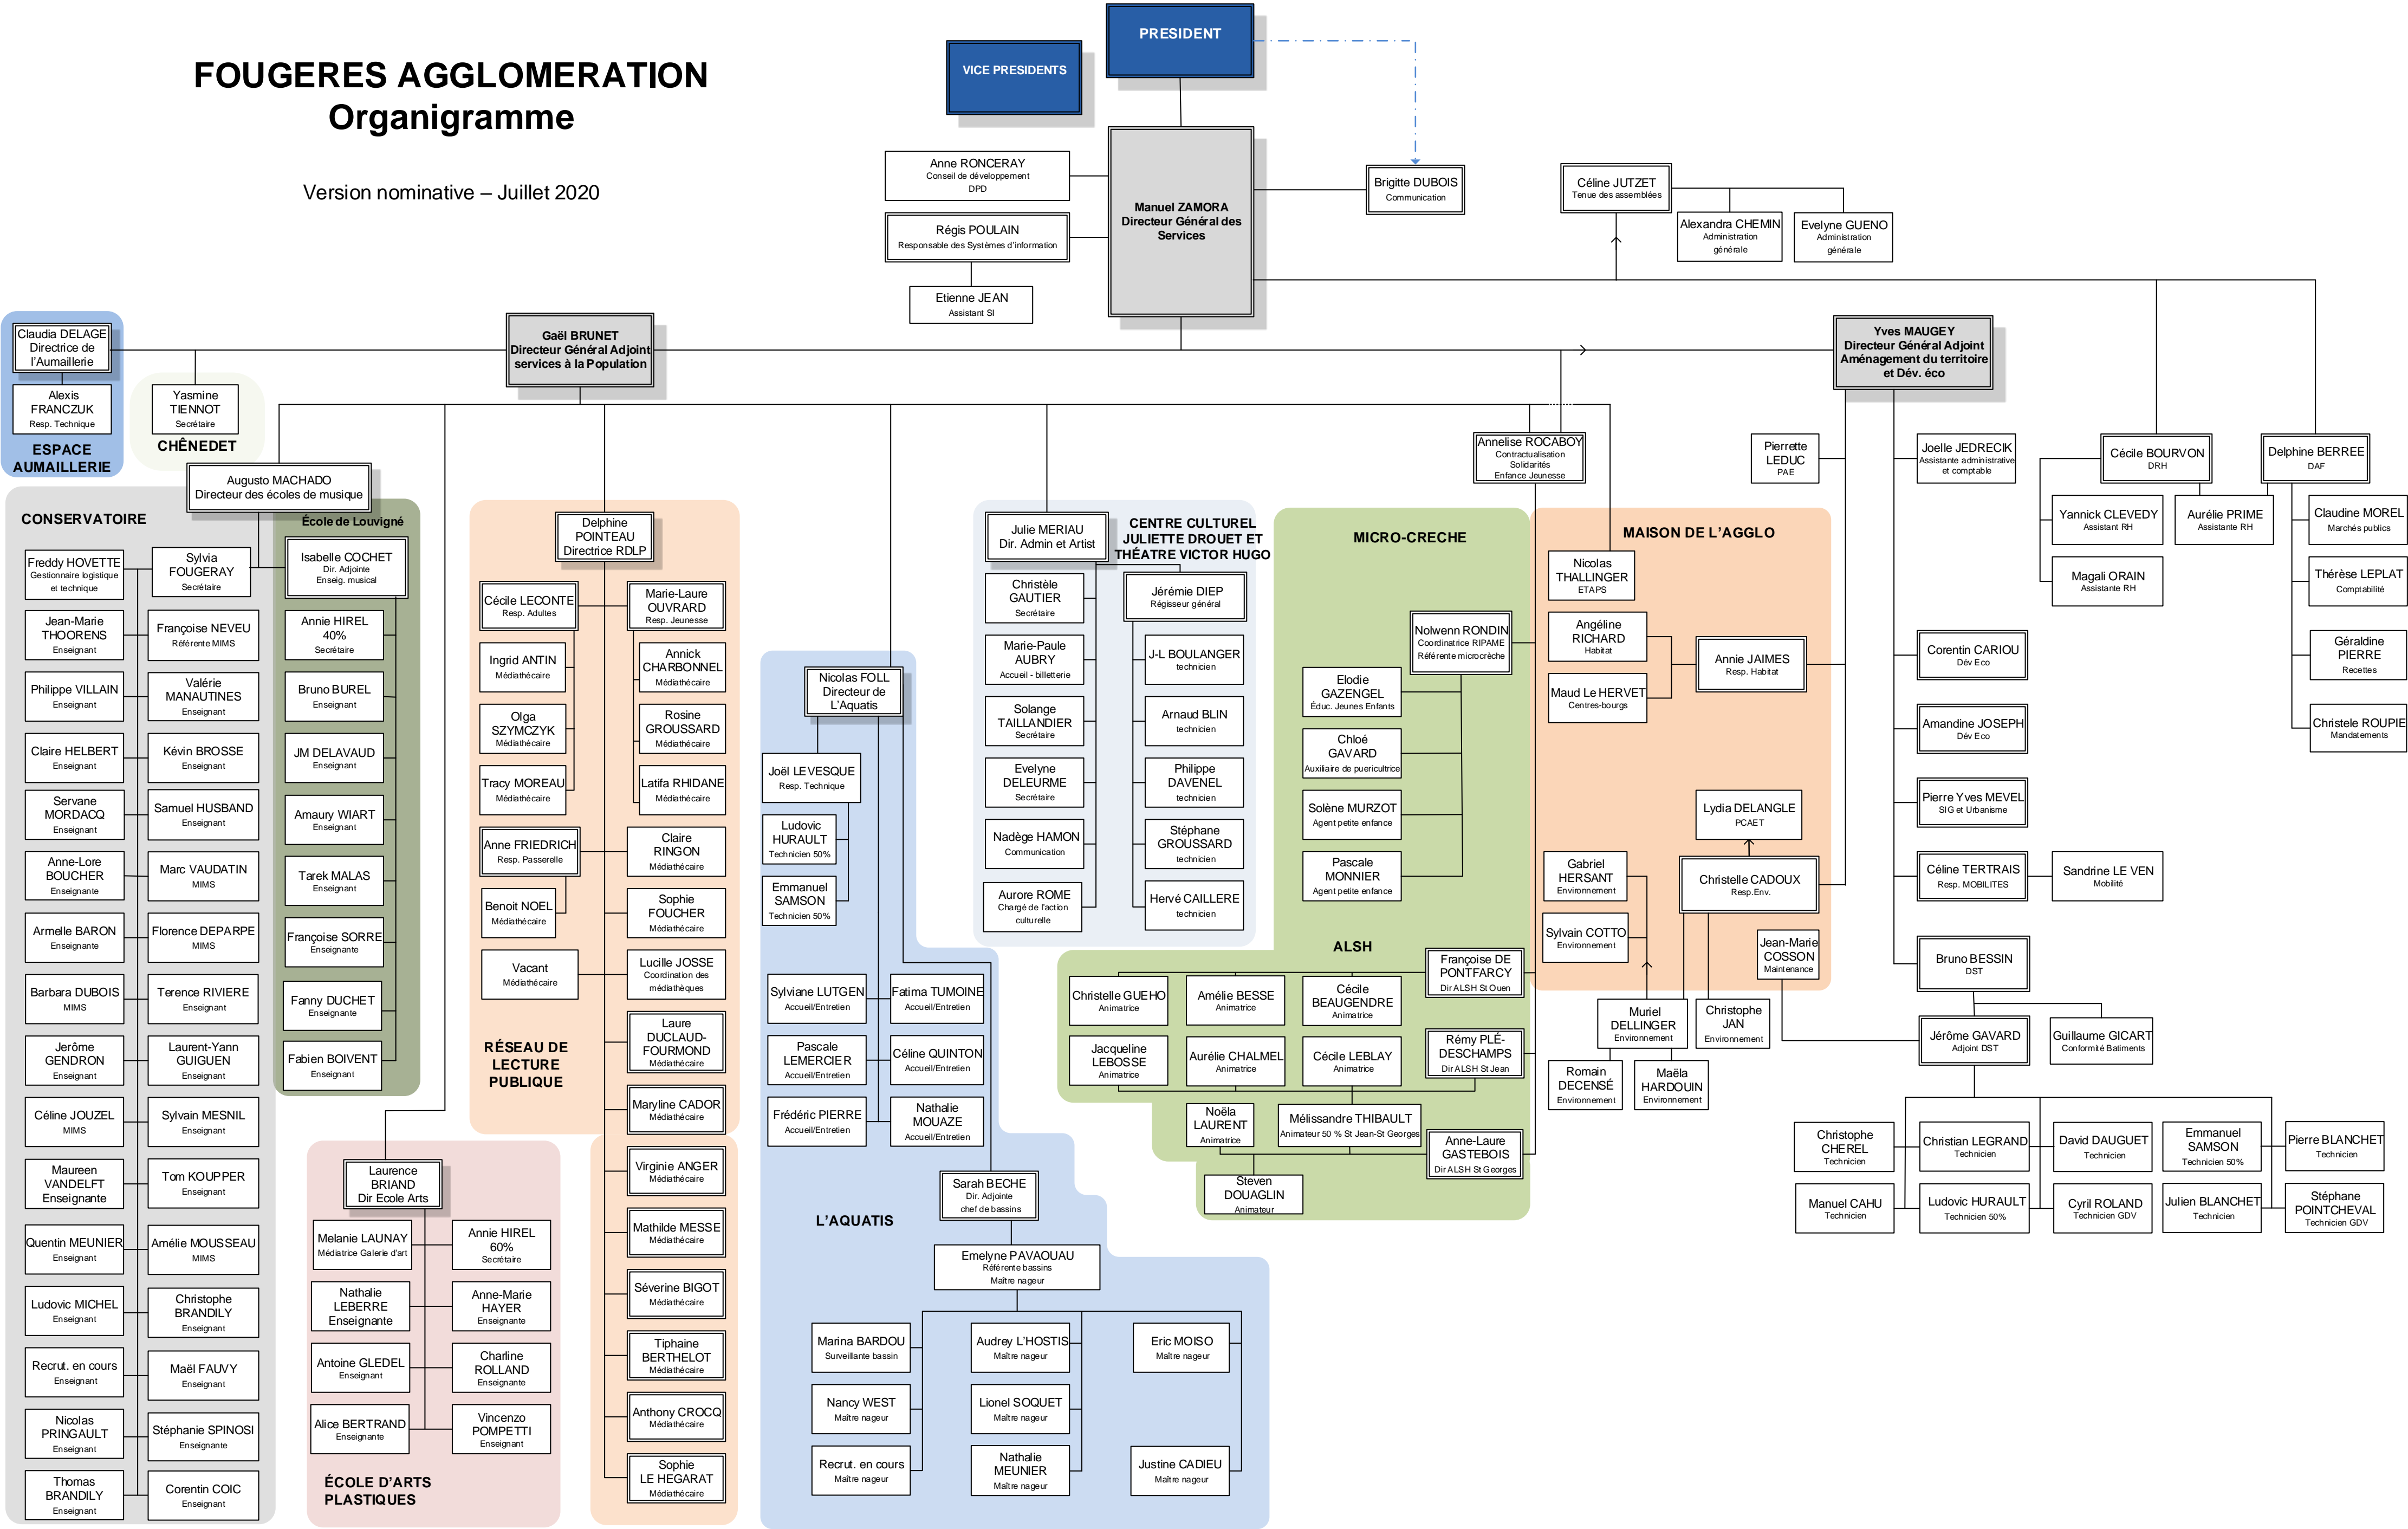 FOUGERES AGGLOMERATION
Organigramme
Version nominative – Juillet 2020
PRESIDENT
VICE PRESIDENTS
Manuel ZAMORA
Directeur Général des
Services
Anne RONCERAY
Conseil de développement
DPD
Régis POULAIN
Responsable des Systèmes d'information
Etienne JEAN
Assistant SI
Brigitte DUBOIS
Communication
Céline JUTZET
Tenue des assemblées
Alexandra CHEMIN
Administration
générale
Evelyne GUENO
Administration
générale
Claudia DELAGE
Directrice de
l'Aumaillerie
Alexis
FRANCZUK
Resp. Technique
ESPACE
AUMAILLERIE
Yasmine
TIENNOT
Secrétaire
CHÊNEDET
Gaël BRUNET
Directeur Général Adjoint
services à la Population
Yves MAUGEY
Directeur Général Adjoint
Aménagement du territoire
et Dév. éco
Augusto MACHADO
Directeur des écoles de musique
CONSERVATOIRE
Freddy HOVETTE
Gestionnaire logistique
et technique
Sylvia
FOUGERAY
Secrétaire
Jean-Marie
THOORENS
Enseignant
Françoise NEVEU
Référente MIMS
Philippe VILLAIN
Enseignant
Valérie
MANAUTINES
Enseignant
Claire HELBERT
Enseignant
Kévin BROSSE
Enseignant
Servane
MORDACQ
Enseignant
Samuel HUSBAND
Enseignant
Anne-Lore
BOUCHER
Enseignante
Marc VAUDATIN
MIMS
Armelle BARON
Enseignante
Florence DEPARPE
MIMS
Barbara DUBOIS
MIMS
Terence RIVIERE
Enseignant
Jerôme
GENDRON
Enseignant
Laurent-Yann
GUIGUEN
Enseignant
Céline JOUZEL
MIMS
Sylvain MESNIL
Enseignant
Maureen
VANDELFT
Enseignante
Tom KOUPPER
Enseignant
Quentin MEUNIER
Enseignant
Amélie MOUSSEAU
MIMS
Ludovic MICHEL
Enseignant
Christophe
BRANDILY
Enseignant
Recrut. en cours
Enseignant
Maël FAUVY
Enseignant
Nicolas
PRINGAULT
Enseignant
Stéphanie SPINOSI
Enseignante
Thomas
BRANDILY
Enseignant
Corentin COIC
Enseignant
École de Louvigné
Isabelle COCHET
Dir. Adjointe
Enseig. musical
Annie HIREL
40%
Secrétaire
Bruno BUREL
Enseignant
JM DELAVAUD
Enseignant
Amaury WIART
Enseignant
Tarek MALAS
Enseignant
Françoise SORRE
Enseignante
Fanny DUCHET
Enseignante
Fabien BOIVENT
Enseignant
Laurence
BRIAND
Dir Ecole Arts
Melanie LAUNAY
Médiatrice Galerie d'art
Annie HIREL
60%
Secrétaire
Nathalie
LEBERRE
Enseignante
Anne-Marie
HAYER
Enseignante
Antoine GLEDEL
Enseignant
Charline
ROLLAND
Enseignante
Alice BERTRAND
Enseignante
Vincenzo
POMPETTI
Enseignant
ÉCOLE D'ARTS
PLASTIQUES
Delphine
POINTEAU
Directrice RDLP
Cécile LECONTE
Resp. Adultes
Marie-Laure
OUVRARD
Resp. Jeunesse
Ingrid ANTIN
Médiathécaire
Annick
CHARBONNEL
Médiathécaire
Olga
SZYMCZYK
Médiathécaire
Rosine
GROUSSARD
Médiathécaire
Tracy MOREAU
Médiathécaire
Latifa RHIDANE
Médiathécaire
Anne FRIEDRICH
Resp. Passerelle
Claire
RINGON
Médiathécaire
Benoit NOEL
Médiathécaire
Sophie
FOUCHER
Médiathécaire
Vacant
Médiathécaire
Lucille JOSSE
Coordination des
médiathèques
RÉSEAU DE
LECTURE
PUBLIQUE
Laure
DUCLAUD-
FOURMOND
Médiathécaire
Maryline CADOR
Médiathécaire
Virginie ANGER
Médiathécaire
Mathilde MESSE
Médiathécaire
Séverine BIGOT
Médiathécaire
Tiphaine
BERTHELOT
Médiathécaire
Anthony CROCQ
Médiathécaire
Sophie
LE HEGARAT
Médiathécaire
Nicolas FOLL
Directeur de
L'Aquatis
Joël LEVESQUE
Resp. Technique
Ludovic
HURAULT
Technicien 50%
Emmanuel
SAMSON
Technicien 50%
Sylviane LUTGEN
Accueil/Entretien
Fatima TUMOINE
Accueil/Entretien
Pascale
LEMERCIER
Accueil/Entretien
Céline QUINTON
Accueil/Entretien
Frédéric PIERRE
Accueil/Entretien
Nathalie
MOUAZE
Accueil/Entretien
L'AQUATIS
Sarah BECHE
Dir. Adjointe
chef de bassins
Emelyne PAVAOUAU
Référente bassins
Maître nageur
Marina BARDOU
Surveillante bassin
Audrey L'HOSTIS
Maître nageur
Eric MOISO
Maître nageur
Nancy WEST
Maître nageur
Lionel SOQUET
Maître nageur
Recrut. en cours
Maître nageur
Nathalie
MEUNIER
Maître nageur
Justine CADIEU
Maître nageur
Julie MERIAU
Dir. Admin et Artist
CENTRE CULTUREL
JULIETTE DROUET ET
THÉATRE VICTOR HUGO
Christèle
GAUTIER
Secrétaire
Jérémie DIEP
Régisseur général
Marie-Paule
AUBRY
Accueil - billetterie
J-L BOULANGER
technicien
Solange
TAILLANDIER
Secrétaire
Arnaud BLIN
technicien
Evelyne
DELEURME
Secrétaire
Philippe
DAVENEL
technicien
Nadège HAMON
Communication
Stéphane
GROUSSARD
technicien
Aurore ROME
Chargé de l'action
culturelle
Hervé CAILLERE
technicien
Annelise ROCABOY
Contractualisation
Solidarités
Enfance Jeunesse
MICRO-CRECHE
Nolwenn RONDIN
Coordinatrice RIPAME
Référente microcrèche
Elodie
GAZENGEL
Éduc. Jeunes Enfants
Chloé
GAVARD
Auxiliaire de puericultrice
Solène MURZOT
Agent petite enfance
Pascale
MONNIER
Agent petite enfance
ALSH
Françoise DE
PONTFARCY
Dir ALSH St Ouen
Christelle GUEHO
Animatrice
Amélie BESSE
Animatrice
Cécile
BEAUGENDRE
Animatrice
Rémy PLÉ-
DESCHAMPS
Dir ALSH St Jean
Jacqueline
LEBOSSE
Animatrice
Aurélie CHALMEL
Animatrice
Cécile LEBLAY
Animatrice
Noëla
LAURENT
Animatrice
Mélissandre THIBAULT
Animateur 50 % St Jean-St Georges
Anne-Laure
GASTEBOIS
Dir ALSH St Georges
Steven
DOUAGLIN
Animateur
MAISON DE L'AGGLO
Nicolas
THALLINGER
ETAPS
Angéline
RICHARD
Habitat
Annie JAIMES
Resp. Habitat
Maud Le HERVET
Centres-bourgs
Lydia DELANGLE
PCAET
Gabriel
HERSANT
Environnement
Christelle CADOUX
Resp.Env.
Sylvain COTTO
Environnement
Jean-Marie
COSSON
Maintenance
Muriel
DELLINGER
Environnement
Christophe
JAN
Environnement
Romain
DECENSÉ
Environnement
Maëla
HARDOUIN
Environnement
Pierrette
LEDUC
PAE
Joelle JEDRECIK
Assistante administrative
et comptable
Corentin CARIOU
Dév Eco
Amandine JOSEPH
Dév Eco
Pierre Yves MEVEL
SIG et Urbanisme
Céline TERTRAIS
Resp. MOBILITES
Sandrine LE VEN
Mobilité
Bruno BESSIN
DST
Jérôme GAVARD
Adjoint DST
Guillaume GICART
Conformité Batiments
Christophe
CHEREL
Technicien
Christian LEGRAND
Technicien
David DAUGUET
Technicien
Emmanuel
SAMSON
Technicien 50%
Pierre BLANCHET
Technicien
Manuel CAHU
Technicien
Ludovic HURAULT
Technicien 50%
Cyril ROLAND
Technicien GDV
Julien BLANCHET
Technicien
Stéphane
POINTCHEVAL
Technicien GDV
Cécile BOURVON
DRH
Yannick CLEVEDY
Assistant RH
Aurélie PRIME
Assistante RH
Magali ORAIN
Assistante RH
Delphine BERREE
DAF
Claudine MOREL
Marchés publics
Thérèse LEPLAT
Comptabilité
Géraldine
PIERRE
Recettes
Christele ROUPIE
Mandatements